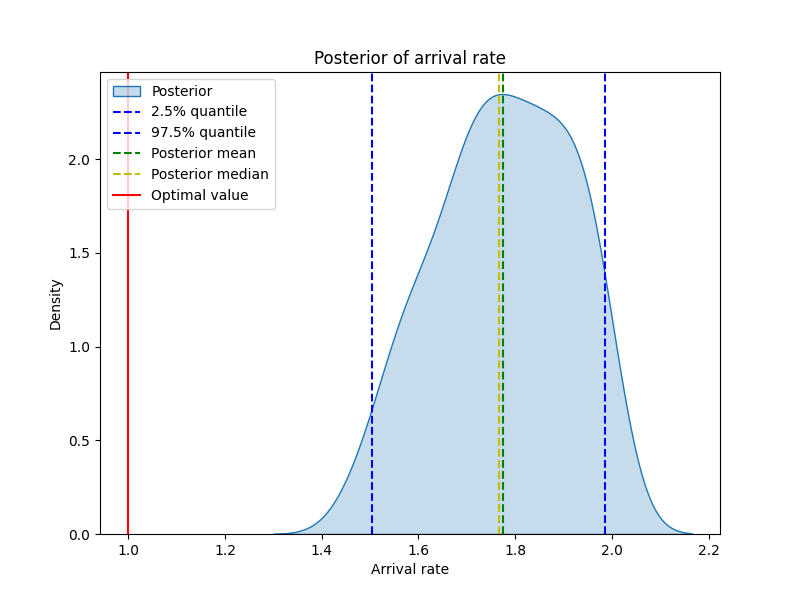 Posterior of arrival rate
Posterior
2.5% quantile
97.5% quantile
Posterior mean
Posterior median
Optimal value
Density
2.0
1.5
1.0
0.5
0.0
1.0 1.2 1.4 1.6 1.8 2.0 2.2
Arrival rate